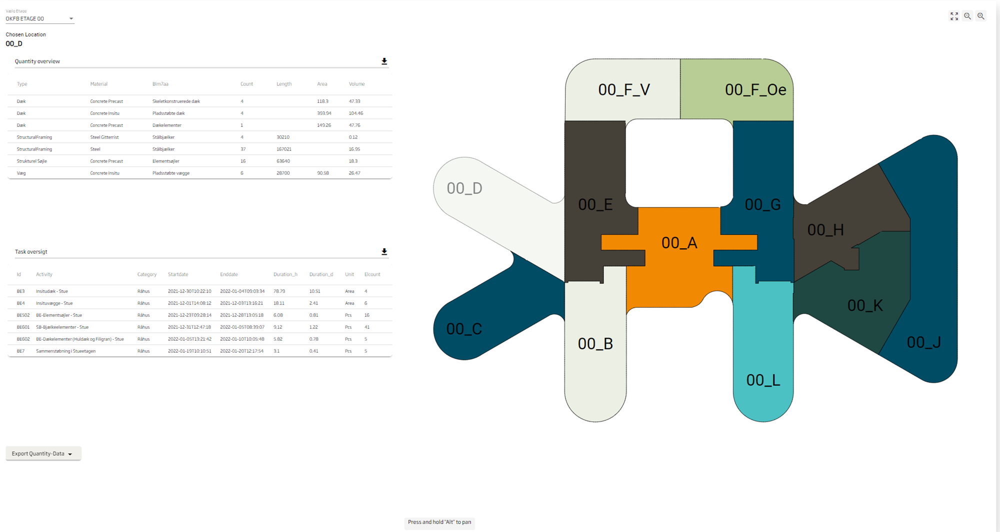 Vælg Etage
OKFB ETAGE 00
Chosen Location
00_D
Quantity overview
Type Material Bim7aa Count Length Area Volume
Dæk Concrete Precast Skeletkonstruerede dæk 4 118.3 47.33
Dæk Concrete Insitu Pladsstøbte dæk 4 393.94 104.46
Dæk Concrete Precast Dækelementer 1 149.26 47.76
StructuralFraming Steel Gitterrist Stålbjælker 4 30210 0.12
StructuralFraming Steel Stålbjælker 37 167021 16.95
Strukturel Søjle Concrete Precast Elementsøjler 16 63640 18.3
Væg Concrete Insitu Pladsstøbte vægge 6 28700 90.58 26.47
Task oversigt
Id Activity Category Startdate Enddate Duration_h Duration_d Unit Elcount
BE3 Insitudæk - Stue Råhus 2021-12-30T10:22:10 2022-01-04T09:03:34 78.79 10.51 Area 4
BE4 Insituvægge - Stue Råhus 2021-12-01T14:08:12 2021-12-03T13:16:21 18.11 2.41 Area 6
BE502 BE-Elementsøjler - Stue Råhus 2021-12-23T09:28:14 2021-12-28T13:05:18 6.08 0.81 Pcs 16
BE601 SB-Bjælkeelementer - Stue Råhus 2021-12-31T12:47:18 2022-01-05T08:39:07 9.12 1.22 Pcs 41
BE602 BE-Dækelementer (Huldæk og Filigran) - Stue Råhus 2022-01-05T13:21:42 2022-01-10T10:05:48 5.82 0.78 Pcs 5
BE7 Sammenstøbning i Stueetagen Råhus 2022-01-19T10:10:51 2022-01-20T12:17:54 3.1 0.41 Pcs 5
Export Quantity-Data
00_F_V
00_F_Oe
00_D
00_E
00_G
00_H
00_A
00_K
00_C
00_B
00_J
00_L
Press and hold "Alt" to pan